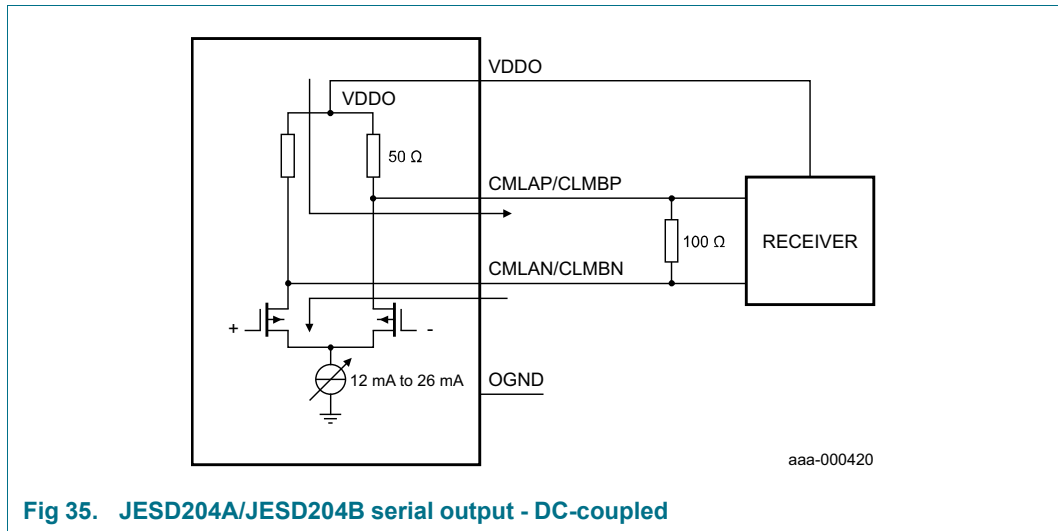 VDDO
VDDO
50 Ω
CMLAP/CLMBP
100 Ω
RECEIVER
CMLAN/CLMBN
+
-
12 mA to 26 mA
OGND
aaa-000420
Fig 35. JESD204A/JESD204B serial output - DC-coupled